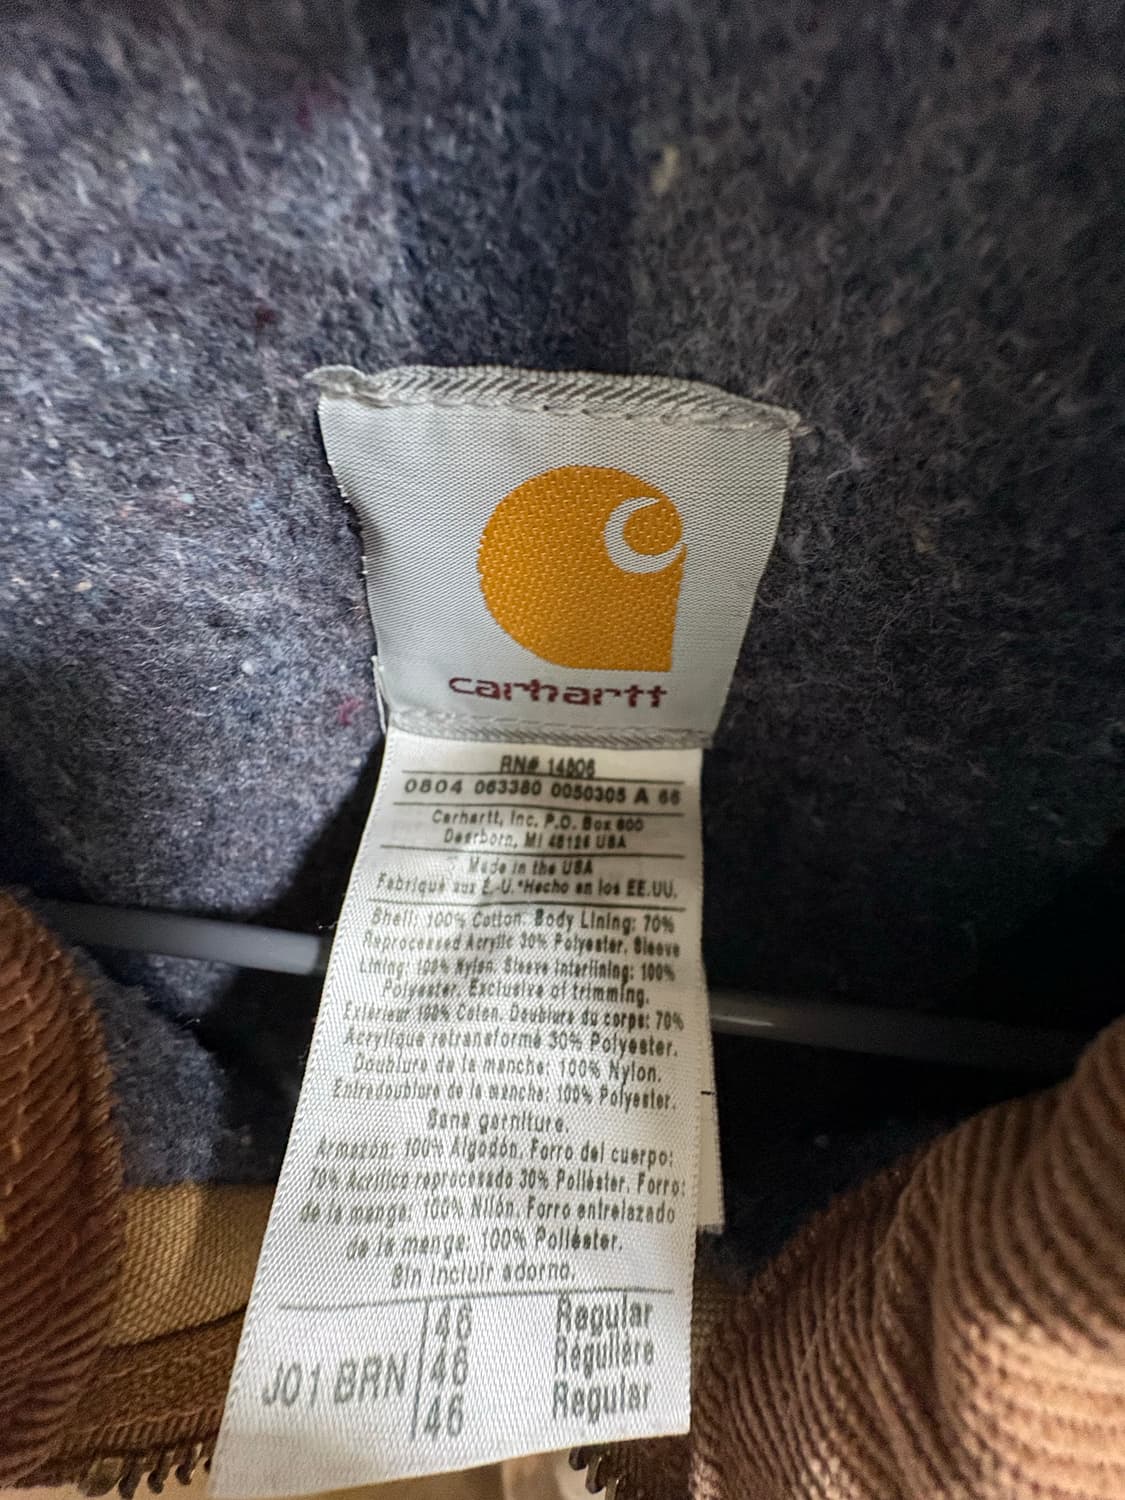 carhartt
RN# 14806
0804 063380 0050305 A 66
Carhartt, Inc. P.O. Box 600
Dearborn, MI 48126 USA
Made in the USA
Fabriqué aux É.-U.*Hecho en los EE.UU.
Shell: 100% Cotton. Body Lining: 70%
Reprocessed Acrylic 30% Polyester. Sleeve
Lining: 100% Nylon. Sleeve Interlining: 100%
Polyester. Exclusive of trimming.
Extérieur 100% Coton. Doublure du corps: 70%
Acrylique retransformé 30% Polyester.
Doublure de la manche: 100% Nylon.
Entredoublure de la manche: 100% Polyester.
Sans garniture.
Armazón: 100% Algodón. Forro del cuerpo:
70% Acrílico reprocesado 30% Poliéster. Forro:
de la manga: 100% Nilón. Forro entrelazado
de la manga: 100% Poliéster.
Sin incluir adorno.
46 Regular
J01 BRN 46 Régulière
46 Regular